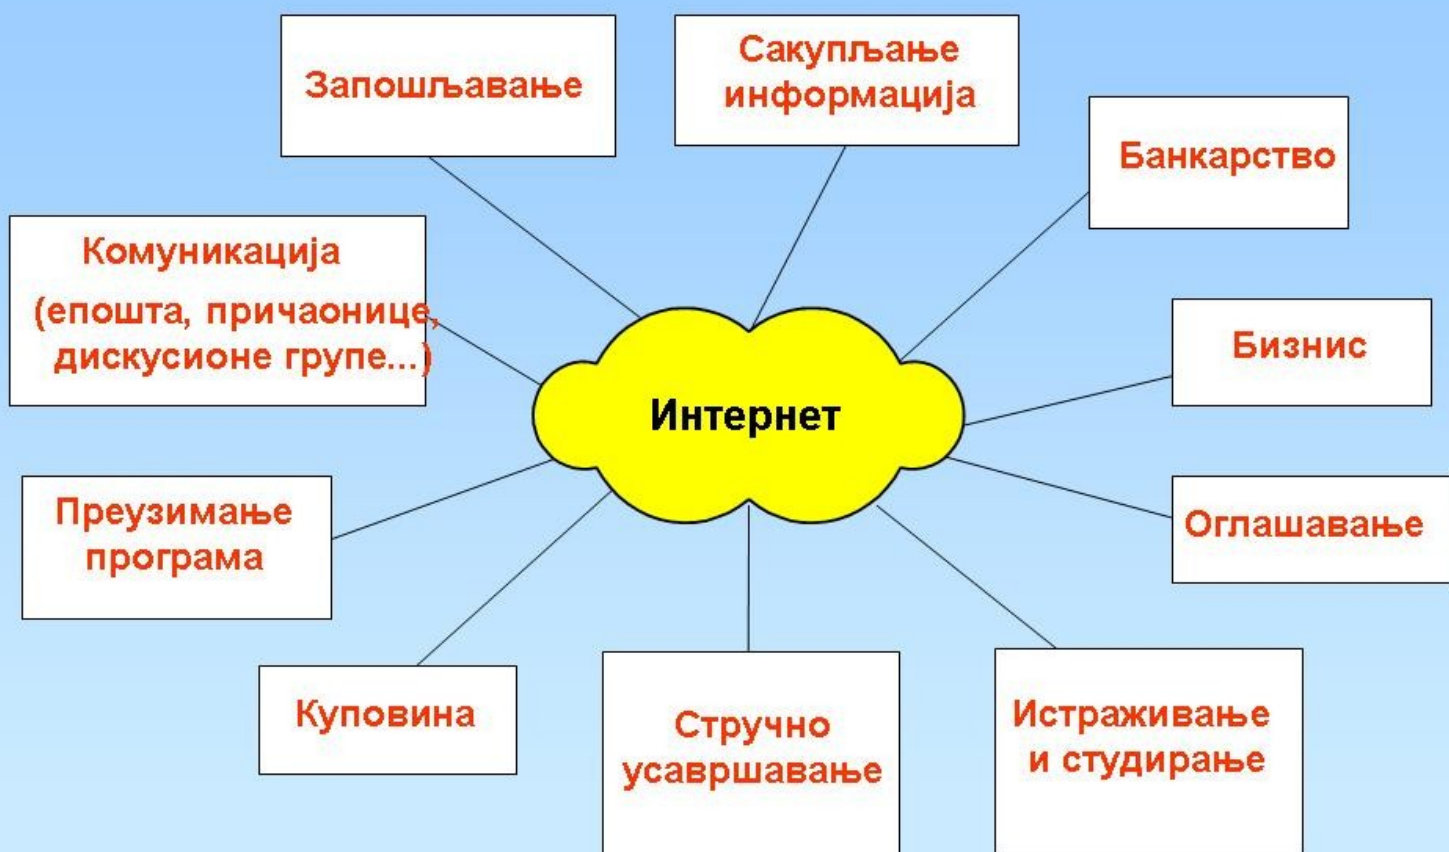 Запошљавање
Сакупљање
информација
Банкарство
Комуникација
(епошта, причаонице,
дискусионе групе...)
Бизнис
Интернет
Преузимање
програма
Оглашавање
Куповина
Стручно
усавршавање
Истраживање
и студирање